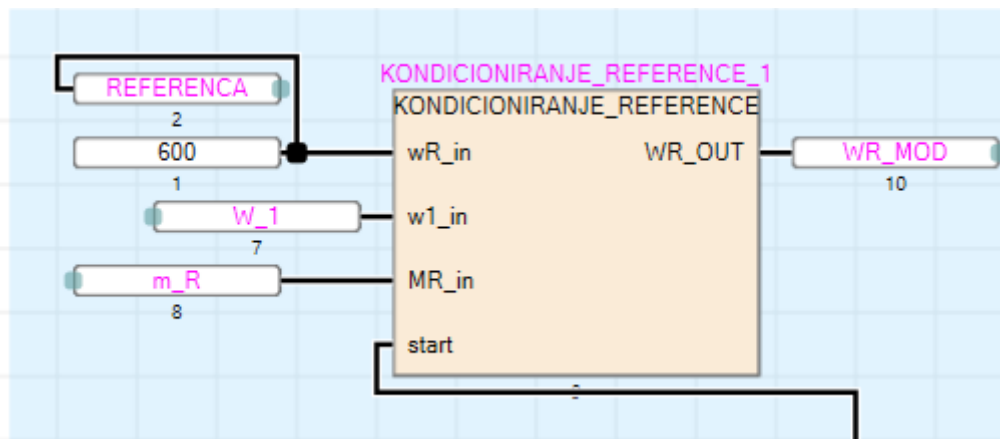 KONDICIONIRANJE_REFERENCE_1
REFERENCA
2
KONDICIONIRANJE_REFERENCE
600
1
wR_in
WR_OUT
WR_MOD
10
W_1
7
w1_in
m_R
8
MR_in
start